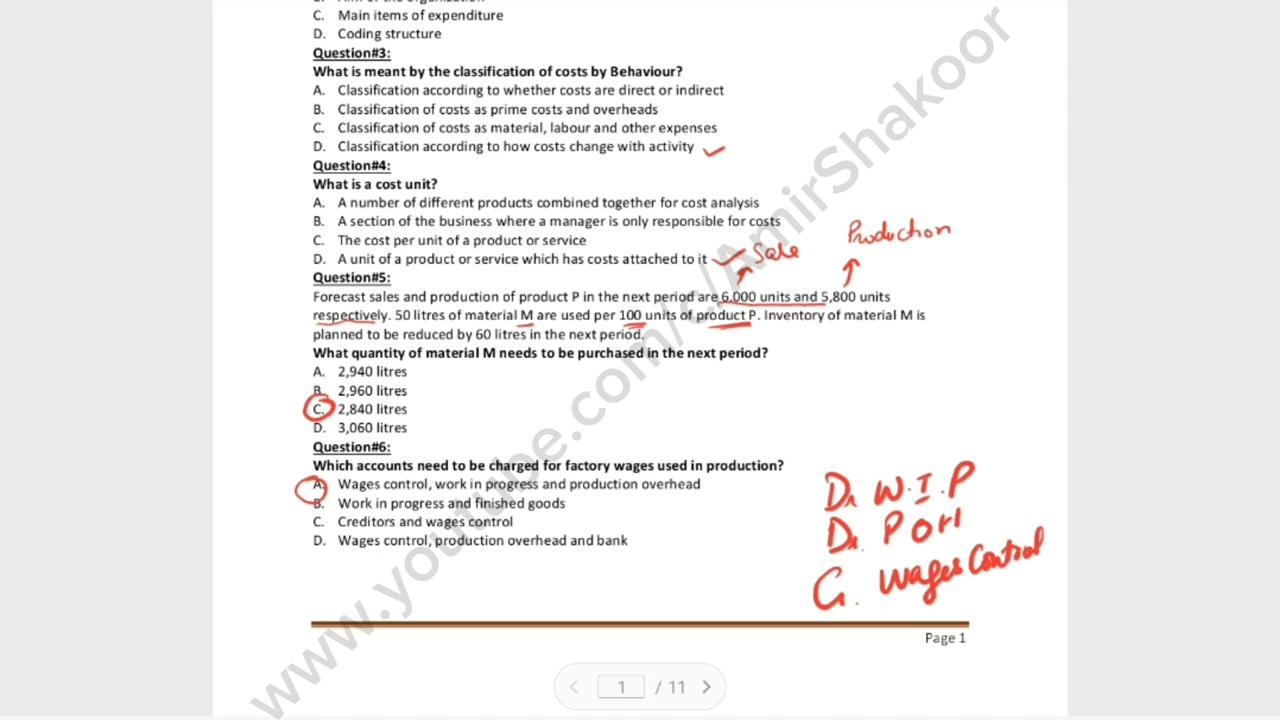 C. Main items of expenditure
D. Coding structure
Question#3:
What is meant by the classification of costs by Behaviour?
A. Classification according to whether costs are direct or indirect
B. Classification of costs as prime costs and overheads
C. Classification of costs as material, labour and other expenses
D. Classification according to how costs change with activity
Question#4:
What is a cost unit?
A. A number of different products combined together for cost analysis
B. A section of the business where a manager is only responsible for costs
C. The cost per unit of a product or service
D. A unit of a product or service which has costs attached to it
Sale
Production
Question#5:
Forecast sales and production of product P in the next period are 6,000 units and 5,800 units
respectively. 50 litres of material M are used per 100 units of product P. Inventory of material M is
planned to be reduced by 60 litres in the next period.
What quantity of material M needs to be purchased in the next period?
A. 2,940 litres
B. 2,960 litres
C. 2,840 litres
D. 3,060 litres
Question#6:
Which accounts need to be charged for factory wages used in production?
A. Wages control, work in progress and production overhead
B. Work in progress and finished goods
C. Creditors and wages control
D. Wages control, production overhead and bank
Dr W.I.P
Dr. POH
Cr. Wages Control
Page 1
1 / 11
www.youtube.com/c/AmirShakoor